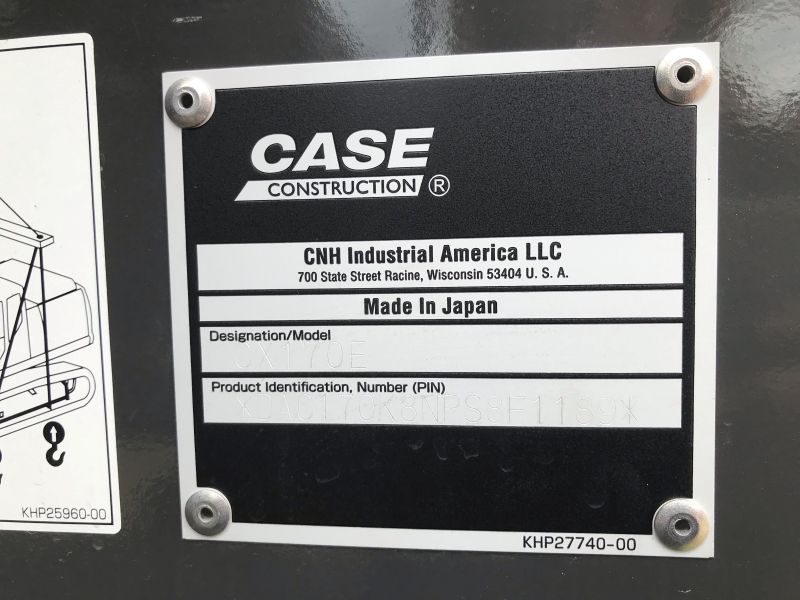 CASE
CONSTRUCTION ®
CNH Industrial America LLC
700 State Street Racine, Wisconsin 53404 U. S. A.
Made In Japan
Designation/Model
CX170E
Product Identification, Number (PIN)
KHP27740-00
KHP25960-00